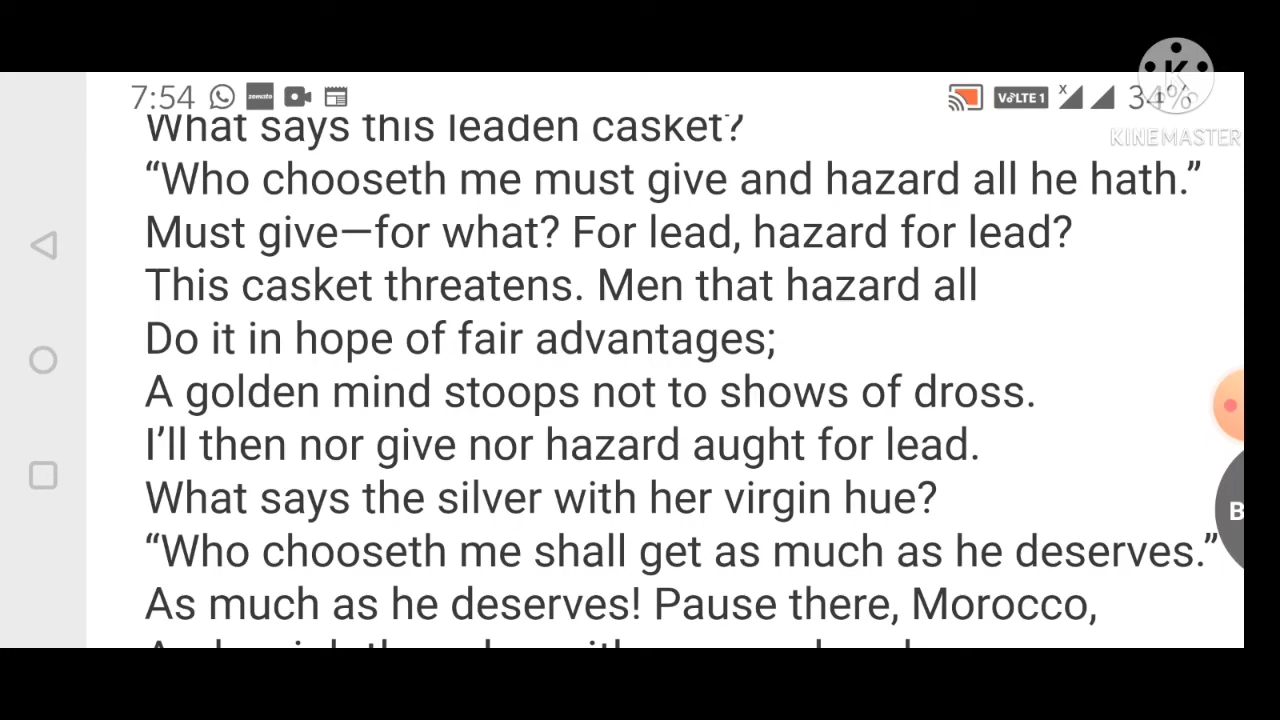 7:54 zomato VoLTE 1 x 34%
KINEMASTER
What says this leaden casket?
“Who chooseth me must give and hazard all he hath.”
Must give—for what? For lead, hazard for lead?
This casket threatens. Men that hazard all
Do it in hope of fair advantages;
A golden mind stoops not to shows of dross.
I’ll then nor give nor hazard aught for lead.
What says the silver with her virgin hue?
B
“Who chooseth me shall get as much as he deserves.”
As much as he deserves! Pause there, Morocco,